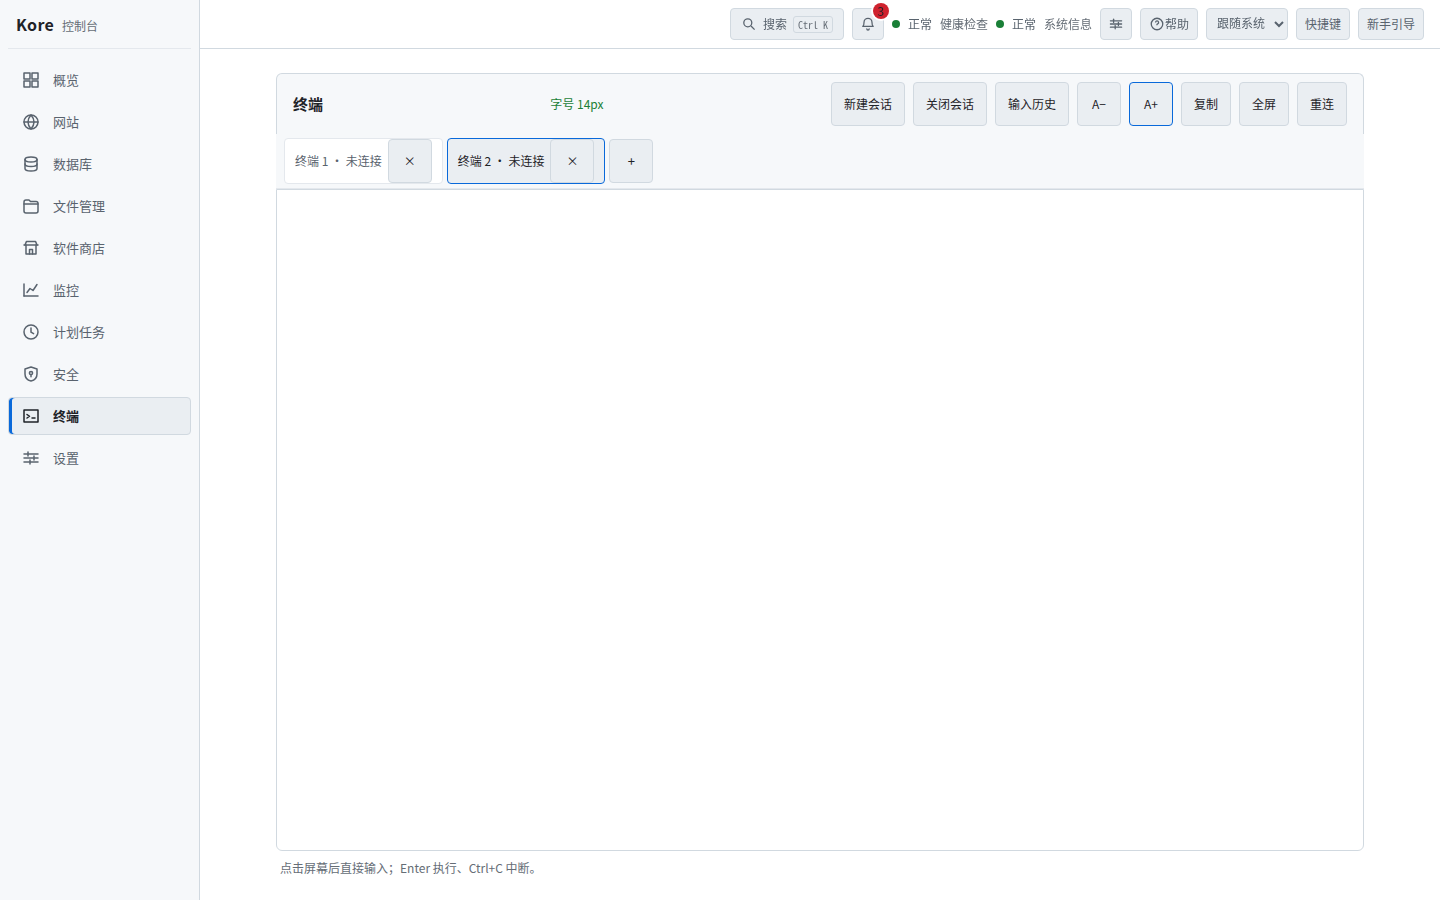 Kore 控制台
搜索 Ctrl K
3
正常 健康检查
正常 系统信息
帮助
跟随系统
快捷键
新手引导
概览
网站
数据库
文件管理
软件商店
监控
计划任务
安全
终端
设置
终端
字号 14px
新建会话
关闭会话
输入历史
A−
A+
复制
全屏
重连
终端 1 · 未连接 ×
终端 2 · 未连接 ×
+
点击屏幕后直接输入；Enter 执行、Ctrl+C 中断。